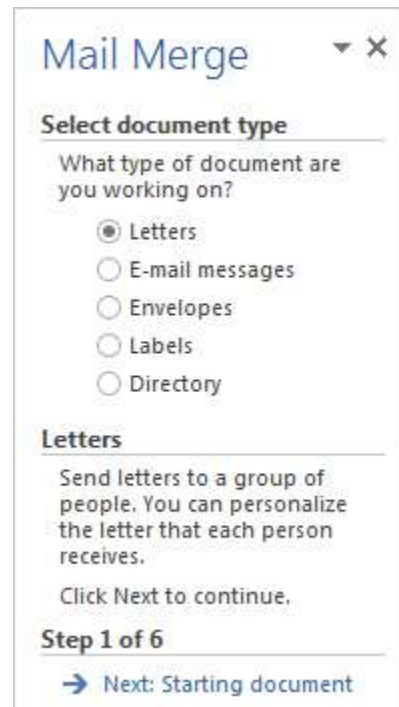 Mail Merge
Select document type
What type of document are
you working on?
Letters
E-mail messages
Envelopes
Labels
Directory
Letters
Send letters to a group of
people. You can personalize
the letter that each person
receives.
Click Next to continue.
Step 1 of 6
Next: Starting document